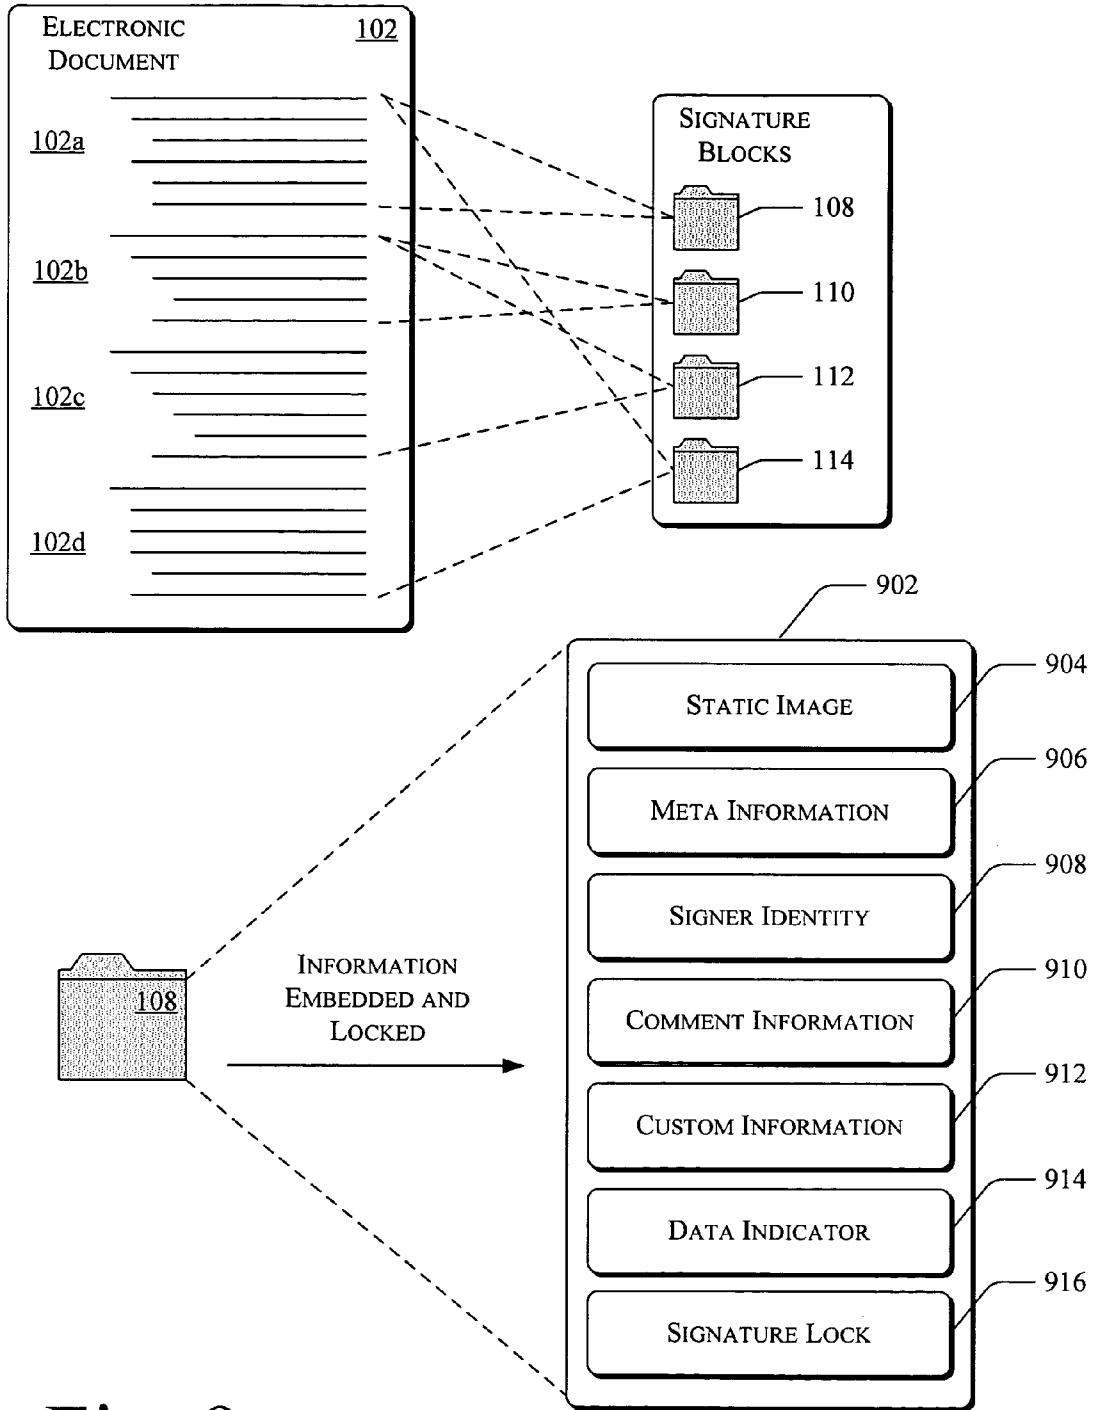 ELECTRONIC
DOCUMENT
102
102a
102b
102c
102d
SIGNATURE
BLOCKS
108
110
112
114
902
STATIC IMAGE
904
META INFORMATION
906
SIGNER IDENTITY
908
COMMENT INFORMATION
910
CUSTOM INFORMATION
912
DATA INDICATOR
914
SIGNATURE LOCK
916
108
INFORMATION
EMBEDDED AND
LOCKED